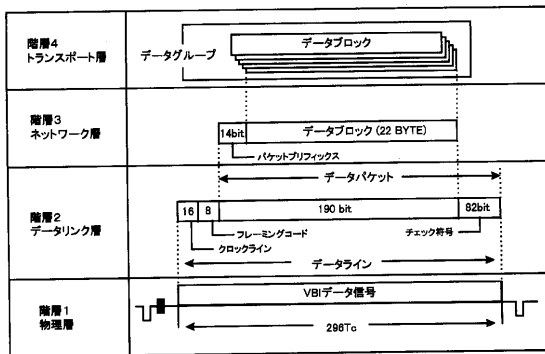 階層4
トランスポート層
データグループ
データブロック
階層3
ネットワーク層
14bit
データブロック(22 BYTE)
パケットプリフィックス
データパケット
階層2
データリンク層
16
8
190 bit
82bit
フレーミングコード
クロックライン
チェック符号
データライン
階層1
物理層
VBIデータ信号
296Tc